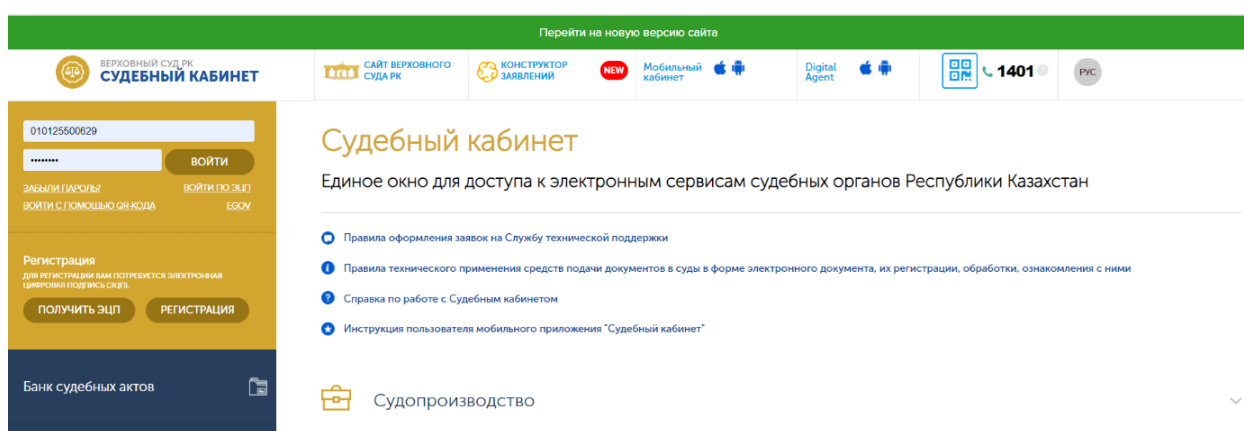 Перейти на новую версию сайта
ВЕРХОВНЫЙ СУД РК
СУДЕБНЫЙ КАБИНЕТ
САЙТ ВЕРХОВНОГО
СУДА РК
КОНСТРУКТОР
ЗАЯВЛЕНИЙ
NEW
Мобильный
кабинет
Digital
Agent
1401
РУС
010125500629
••••••••
ВОЙТИ
ЗАБЫЛИ ПАРОЛЬ?
ВОЙТИ ПО ЭЦП
ВОЙТИ С ПОМОЩЬЮ QR-КОДА
EGOV
Регистрация
ДЛЯ РЕГИСТРАЦИИ ВАМ ПОТРЕБУЕТСЯ ЭЛЕКТРОННАЯ
ЦИФРОВАЯ ПОДПИСЬ (ЭЦП).
ПОЛУЧИТЬ ЭЦП
РЕГИСТРАЦИЯ
Банк судебных актов
Судебный кабинет
Единое окно для доступа к электронным сервисам судебных органов Республики Казахстан
Правила оформления заявок на Службу технической поддержки
Правила технического применения средств подачи документов в суды в форме электронного документа, их регистрации, обработки, ознакомления с ними
Справка по работе с Судебным кабинетом
Инструкция пользователя мобильного приложения "Судебный кабинет"
Судопроизводство